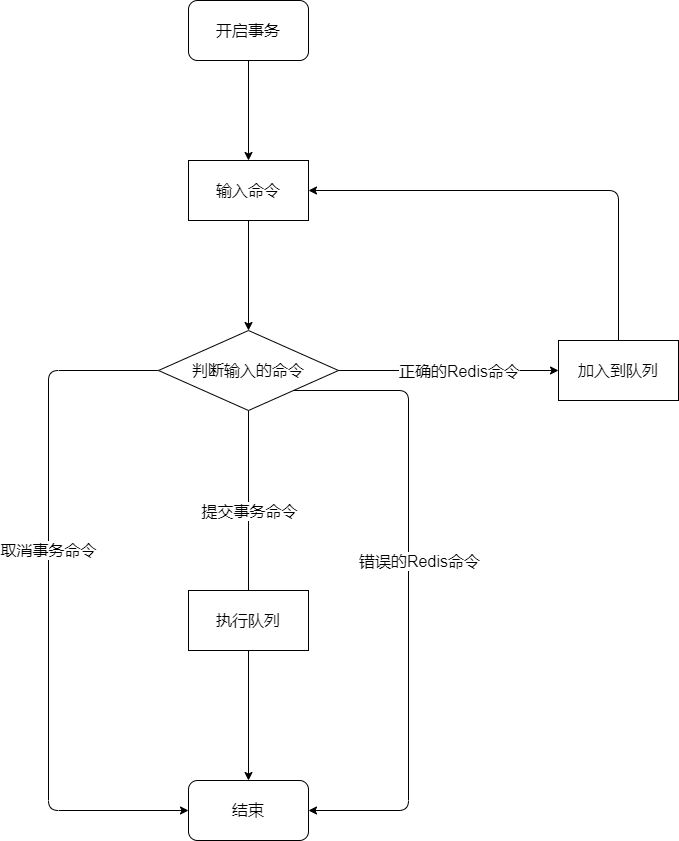 开启事务
输入命令
判断输入的命令
正确的Redis命令
加入到队列
提交事务命令
取消事务命令
错误的Redis命令
执行队列
结束